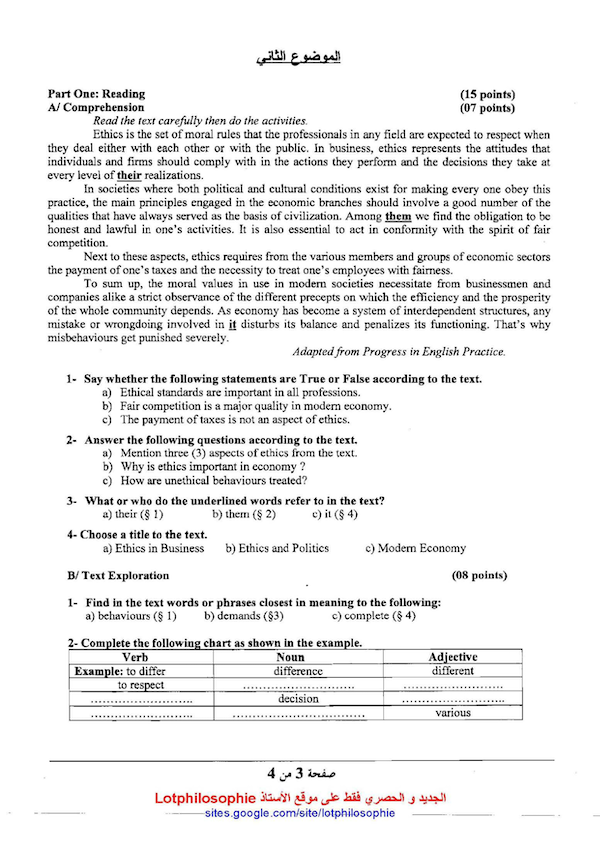 الموضوع الثاني
Part One: Reading (15 points)
A/ Comprehension (07 points)
Read the text carefully then do the activities.
Ethics is the set of moral rules that the professionals in any field are expected to respect when
they deal either with each other or with the public. In business, ethics represents the attitudes that
individuals and firms should comply with in the actions they perform and the decisions they take at
every level of their realizations.
In societies where both political and cultural conditions exist for making every one obey this
practice, the main principles engaged in the economic branches should involve a good number of the
qualities that have always served as the basis of civilization. Among them we find the obligation to be
honest and lawful in one's activities. It is also essential to act in conformity with the spirit of fair
competition.
Next to these aspects, ethics requires from the various members and groups of economic sectors
the payment of one's taxes and the necessity to treat one's employees with fairness.
To sum up, the moral values in use in modern societies necessitate from businessmen and
companies alike a strict observance of the different precepts on which the efficiency and the prosperity
of the whole community depends. As economy has become a system of interdependent structures, any
mistake or wrongdoing involved in it disturbs its balance and penalizes its functioning. That's why
misbehaviours get punished severely.
Adapted from Progress in English Practice.
1- Say whether the following statements are True or False according to the text.
a) Ethical standards are important in all professions.
b) Fair competition is a major quality in modern economy.
c) The payment of taxes is not an aspect of ethics.
2- Answer the following questions according to the text.
a) Mention three (3) aspects of ethics from the text.
b) Why is ethics important in economy ?
c) How are unethical behaviours treated?
3- What or who do the underlined words refer to in the text?
a) their (§ 1) b) them (§ 2) c) it (§ 4)
4- Choose a title to the text.
a) Ethics in Business b) Ethics and Politics c) Modern Economy
B/ Text Exploration (08 points)
1- Find in the text words or phrases closest in meaning to the following:
a) behaviours (§ 1) b) demands (§3) c) complete (§ 4)
2- Complete the following chart as shown in the example.
Verb Noun Adjective
Example: to differ difference different
to respect ........................... .........................
......................... decision .........................
......................... ................................ various
صفحة 3 من 4
الجديد و الحصري فقط على موقع الأستاذ Lotphilosophie
sites.google.com/site/lotphilosophie